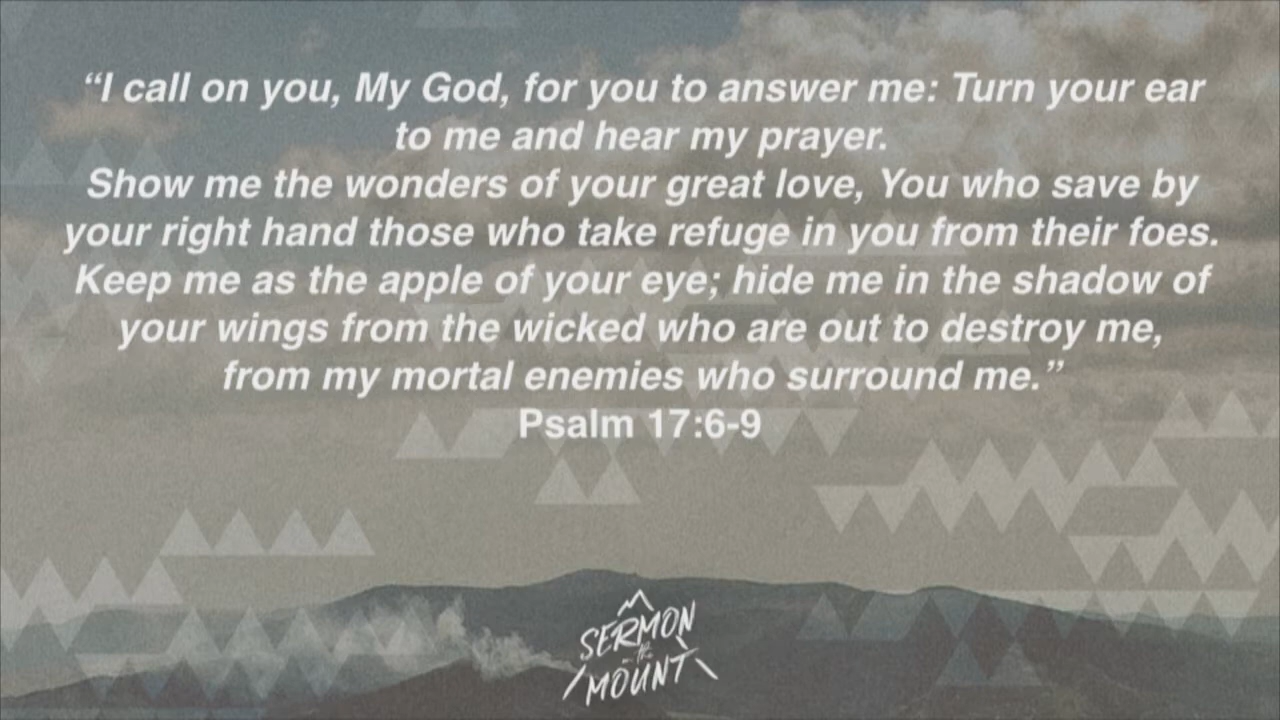 “I call on you, My God, for you to answer me: Turn your ear
to me and hear my prayer.
Show me the wonders of your great love, You who save by
your right hand those who take refuge in you from their foes.
Keep me as the apple of your eye; hide me in the shadow of
your wings from the wicked who are out to destroy me,
from my mortal enemies who surround me.”
Psalm 17:6-9
SERMON
on the
MOUNT